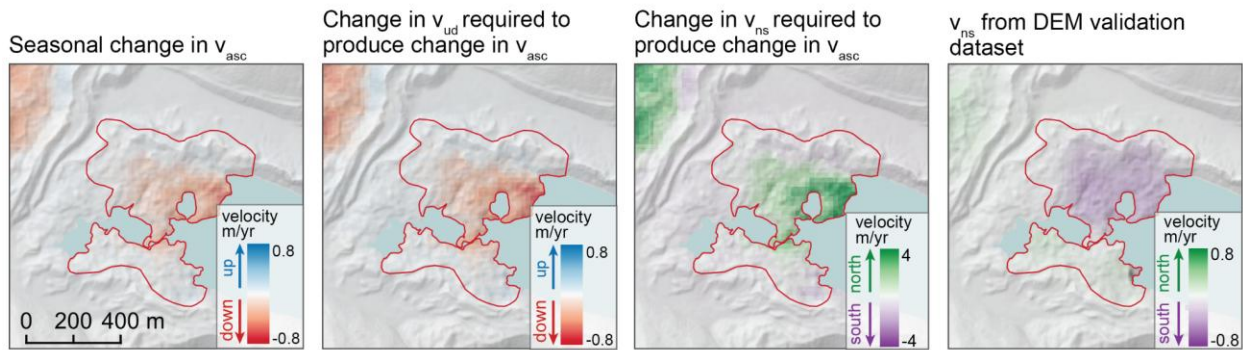 Seasonal change in v_asc
Change in v_ud required to
produce change in v_asc
Change in v_ns required to
produce change in v_asc
v_ns from DEM validation
dataset
velocity
m/yr
0.8
up
down
-0.8
0 200 400 m
velocity
m/yr
0.8
up
down
-0.8
velocity
m/yr
4
north
south
-4
velocity
m/yr
0.8
north
south
-0.8